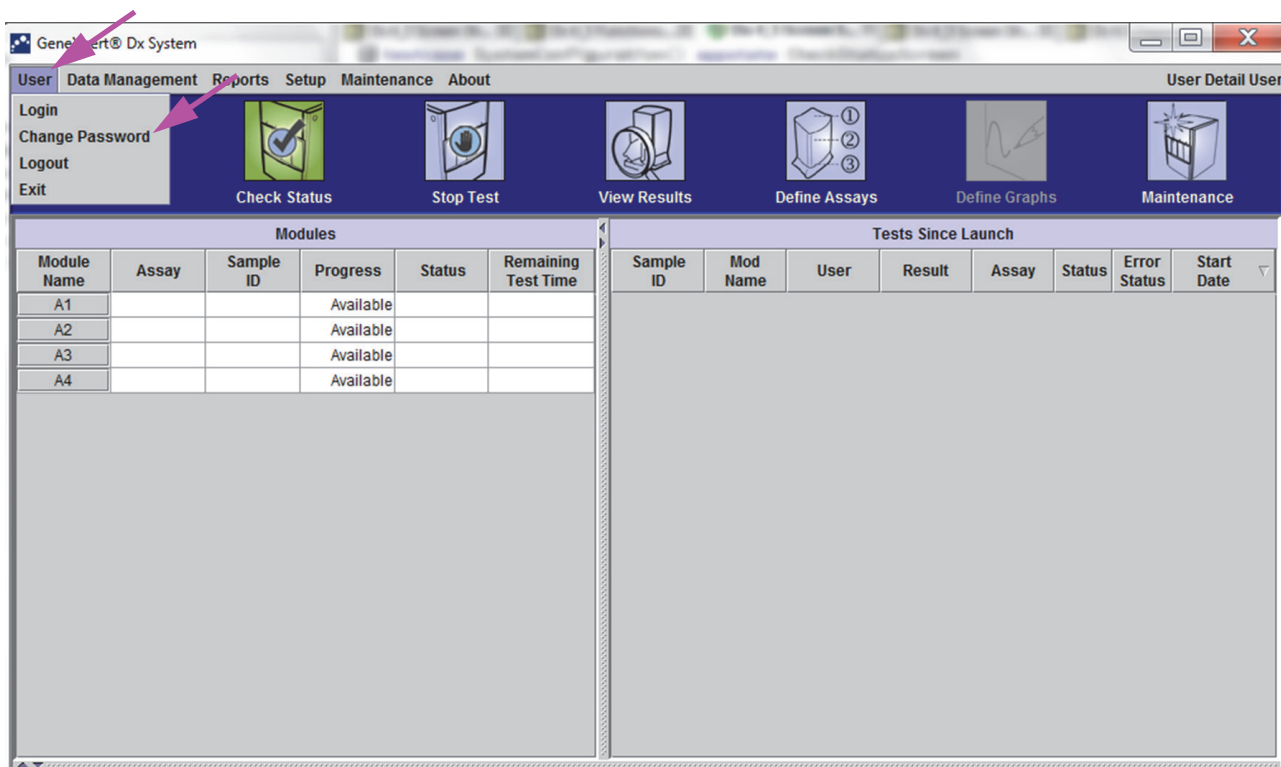 GeneXpert® Dx System
User Data Management Reports Setup Maintenance About User Detail User
Login
Change Password
Logout
Exit
Check Status Stop Test View Results Define Assays Define Graphs Maintenance
① 
②
③
Modules
Module Name Assay Sample ID Progress Status Remaining Test Time
A1 Available
A2 Available
A3 Available
A4 Available
Tests Since Launch
Sample ID Mod Name User Result Assay Status Error Status Start Date